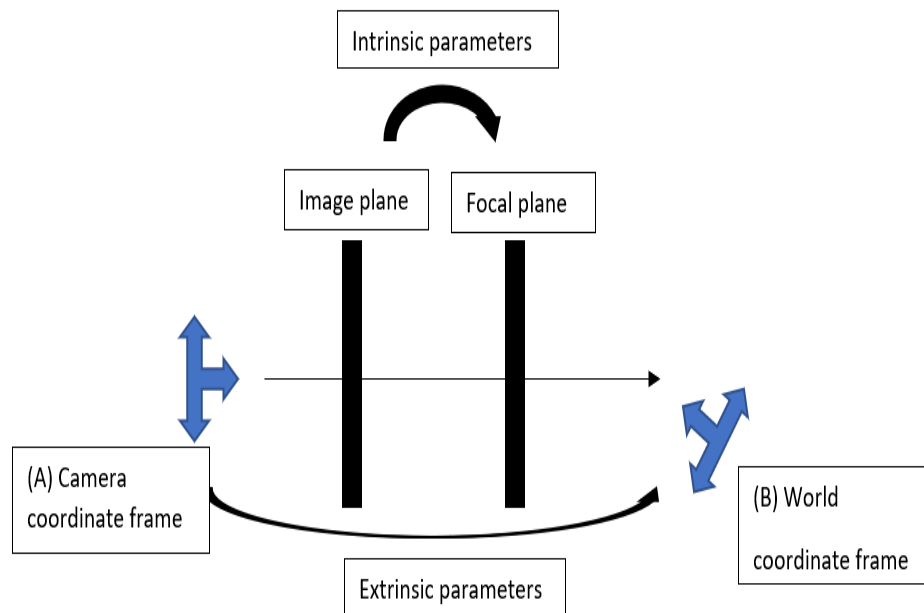 Intrinsic parameters
Image plane
Focal plane
(A) Camera
coordinate frame
(B) World
coordinate frame
Extrinsic parameters